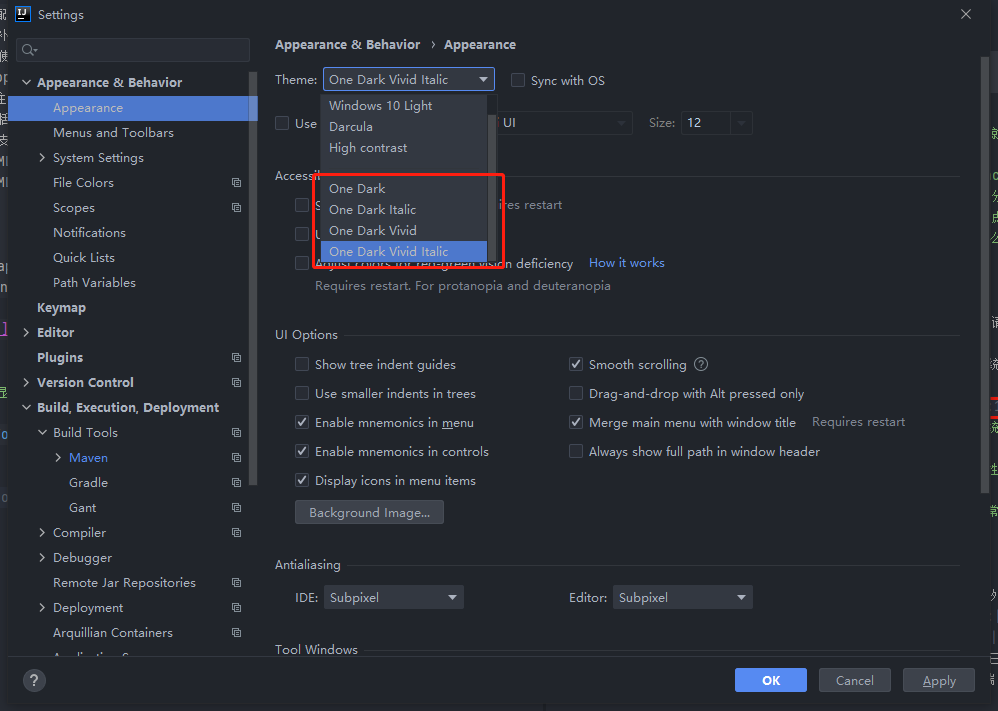 Settings
Appearance & Behavior › Appearance
Appearance & Behavior
Appearance
Menus and Toolbars
System Settings
File Colors
Scopes
Notifications
Quick Lists
Path Variables
Keymap
Editor
Plugins
Version Control
Build, Execution, Deployment
Build Tools
Maven
Gradle
Gant
Compiler
Debugger
Remote Jar Repositories
Deployment
Arquillian Containers
Theme: One Dark Vivid Italic Sync with OS
Windows 10 Light
Darcula
High contrast
One Dark
One Dark Italic
One Dark Vivid
One Dark Vivid Italic
Use UI Size: 12
restart
deficiency How it works
Requires restart. For protanopia and deuteranopia
UI Options
Show tree indent guides Smooth scrolling ?
Use smaller indents in trees Drag-and-drop with Alt pressed only
Enable mnemonics in menu Merge main menu with window title Requires restart
Enable mnemonics in controls Always show full path in window header
Display icons in menu items
Background Image...
Antialiasing
IDE: Subpixel Editor: Subpixel
Tool Windows
? OK Cancel Apply